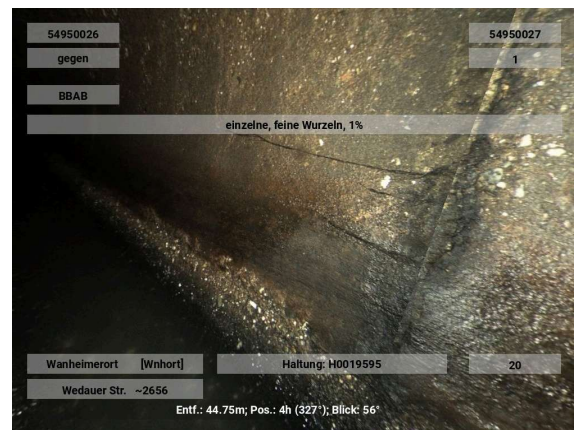 54950026 54950027
gegen 1
BBAB
einzelne, feine Wurzeln, 1%
Wanheimerort [Wnhort] Haltung: H0019595 20
Wedauer Str. ~2656
Entf.: 44.75m; Pos.: 4h (327°); Blick: 56°